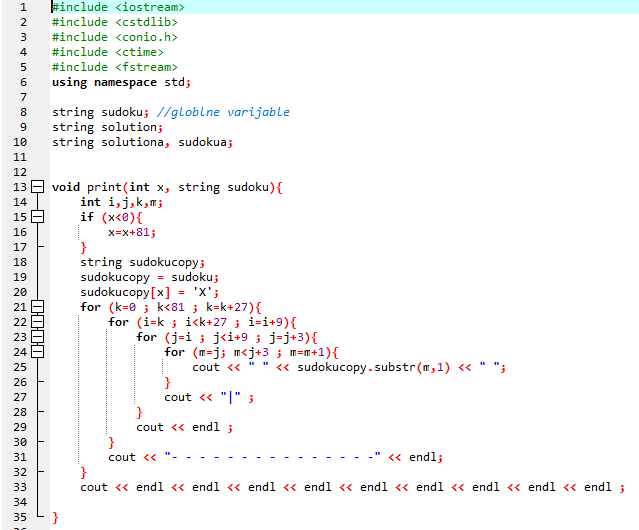 1 #include <iostream>
2 #include <cstdlib>
3 #include <conio.h>
4 #include <ctime>
5 #include <fstream>
6 using namespace std;
7
8 string sudoku; //globlne varijable
9 string solution;
10 string solutiona, sudokua;
11
12
13 void print(int x, string sudoku){
14 int i,j,k,m;
15 if (x<0){
16 x=x+81;
17 }
18 string sudokucopy;
19 sudokucopy = sudoku;
20 sudokucopy[x] = 'X';
21 for (k=0 ; k<81 ; k=k+27){
22 for (i=k ; i<k+27 ; i=i+9){
23 for (j=i ; j<i+9 ; j=j+3){
24 for (m=j; m<j+3 ; m=m+1){
25 cout << " " << sudokucopy.substr(m,1) << " ";
26 }
27 cout << "|" ;
28 }
29 cout << endl ;
30 }
31 cout << "- - - - - - - - - - - - - - -" << endl;
32 }
33 cout << endl << endl << endl << endl << endl << endl << endl << endl << endl ;
34
35 }